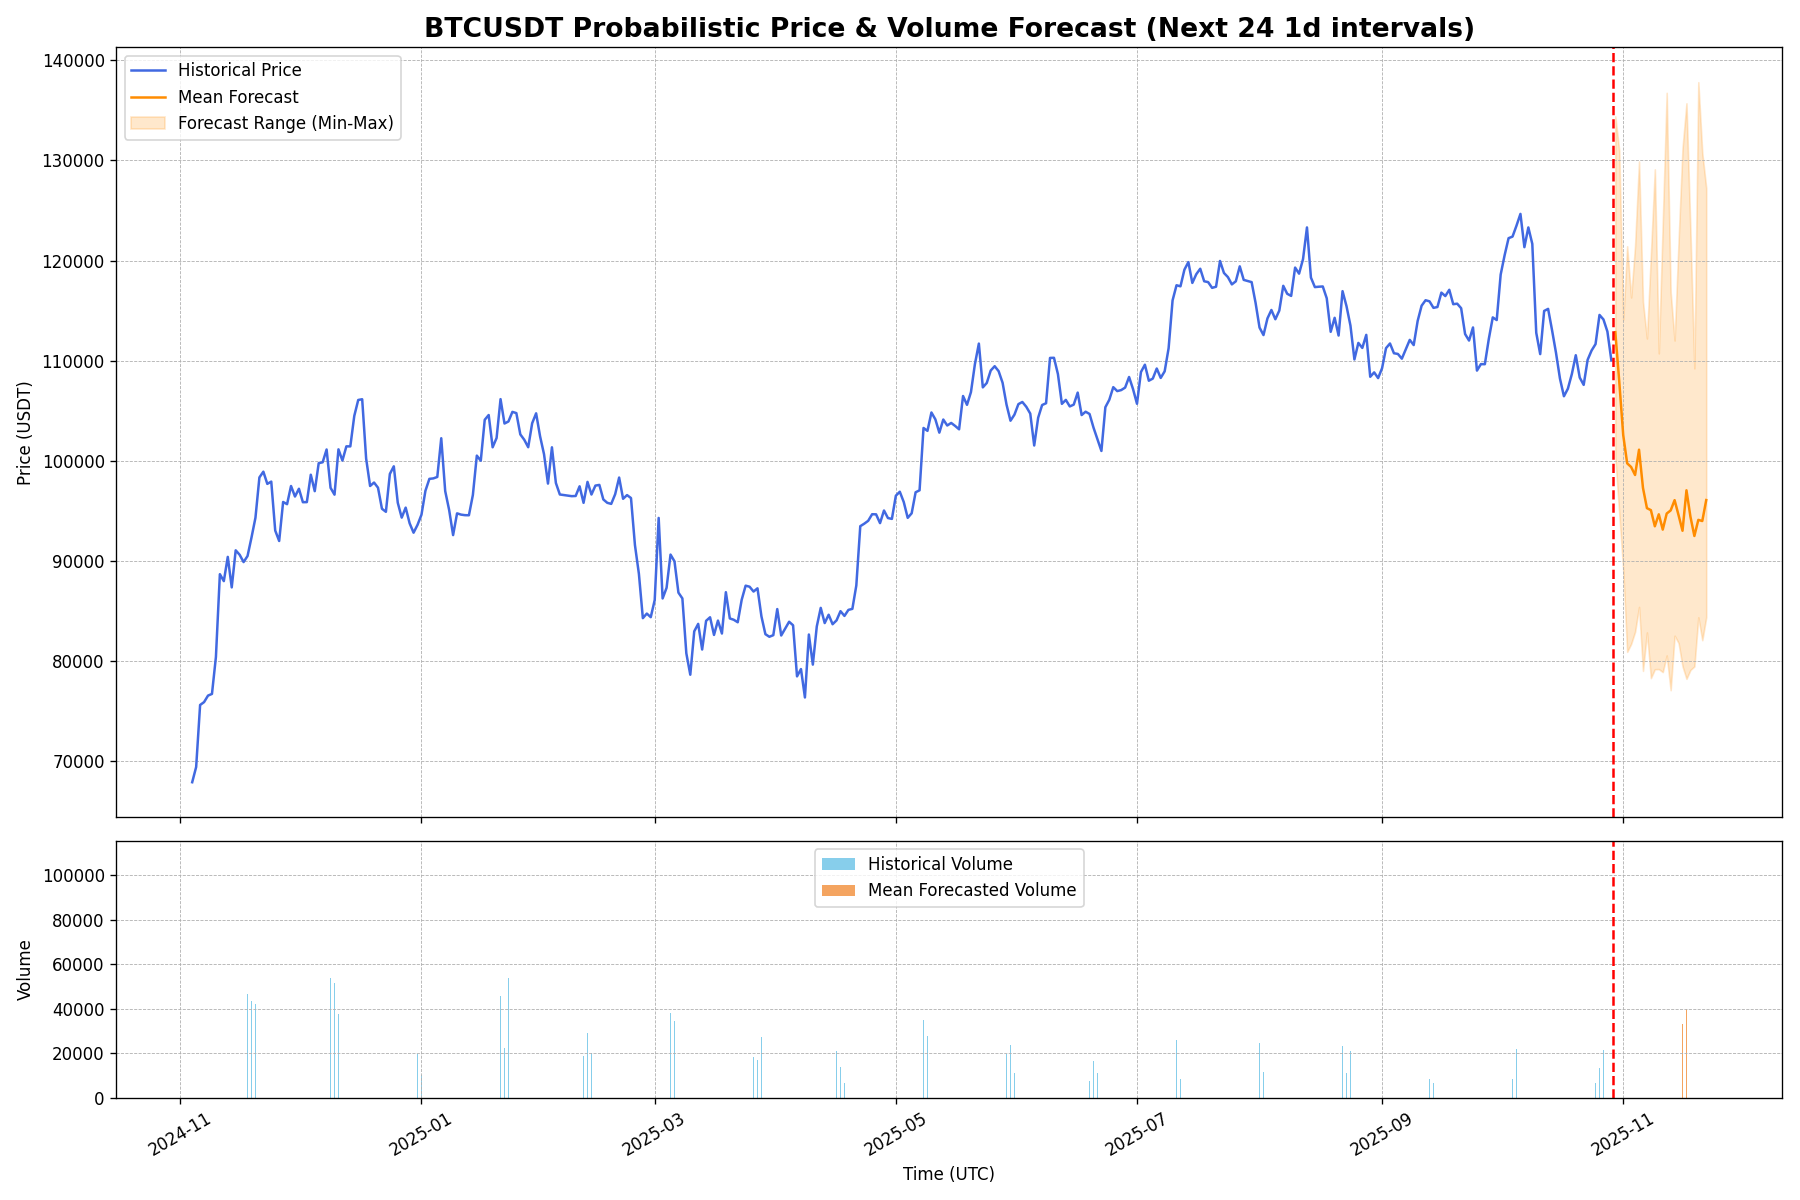 BTCUSDT Probabilistic Price & Volume Forecast (Next 24 1d intervals)
Historical Price
Mean Forecast
Forecast Range (Min-Max)
Price (USDT)
140000
130000
120000
110000
100000
90000
80000
70000
Historical Volume
Mean Forecasted Volume
Volume
100000
80000
60000
40000
20000
0
2024-11
2025-01
2025-03
2025-05
2025-07
2025-09
2025-11
Time (UTC)